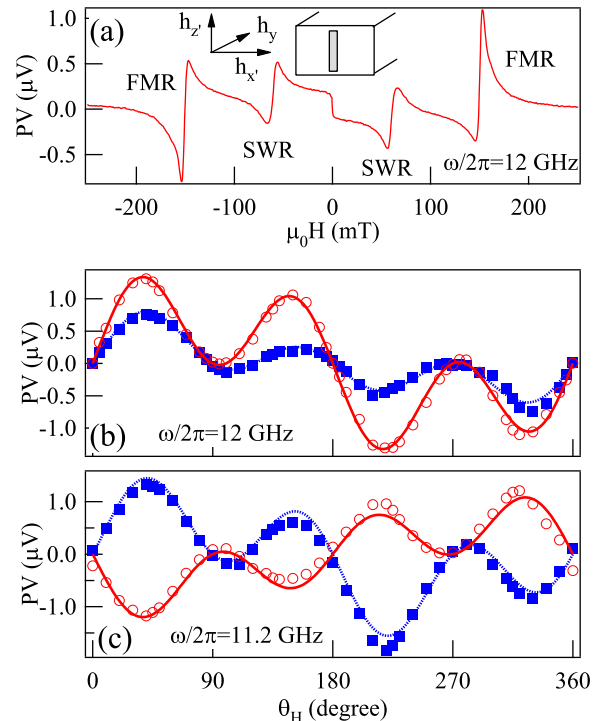 (a)
h_z'
h_y
h_x'
FMR
FMR
SWR
SWR
ω/2π=12 GHz
PV (µV)
1.0
0.5
0.0
-0.5
-200 -100 0 100 200
µ₀H (mT)
PV (µV)
1.0
0.5
0.0
-0.5
-1.0
(b)
ω/2π=12 GHz
PV (µV)
1.0
0.0
-1.0
(c)
ω/2π=11.2 GHz
0 90 180 270 360
θ_H (degree)